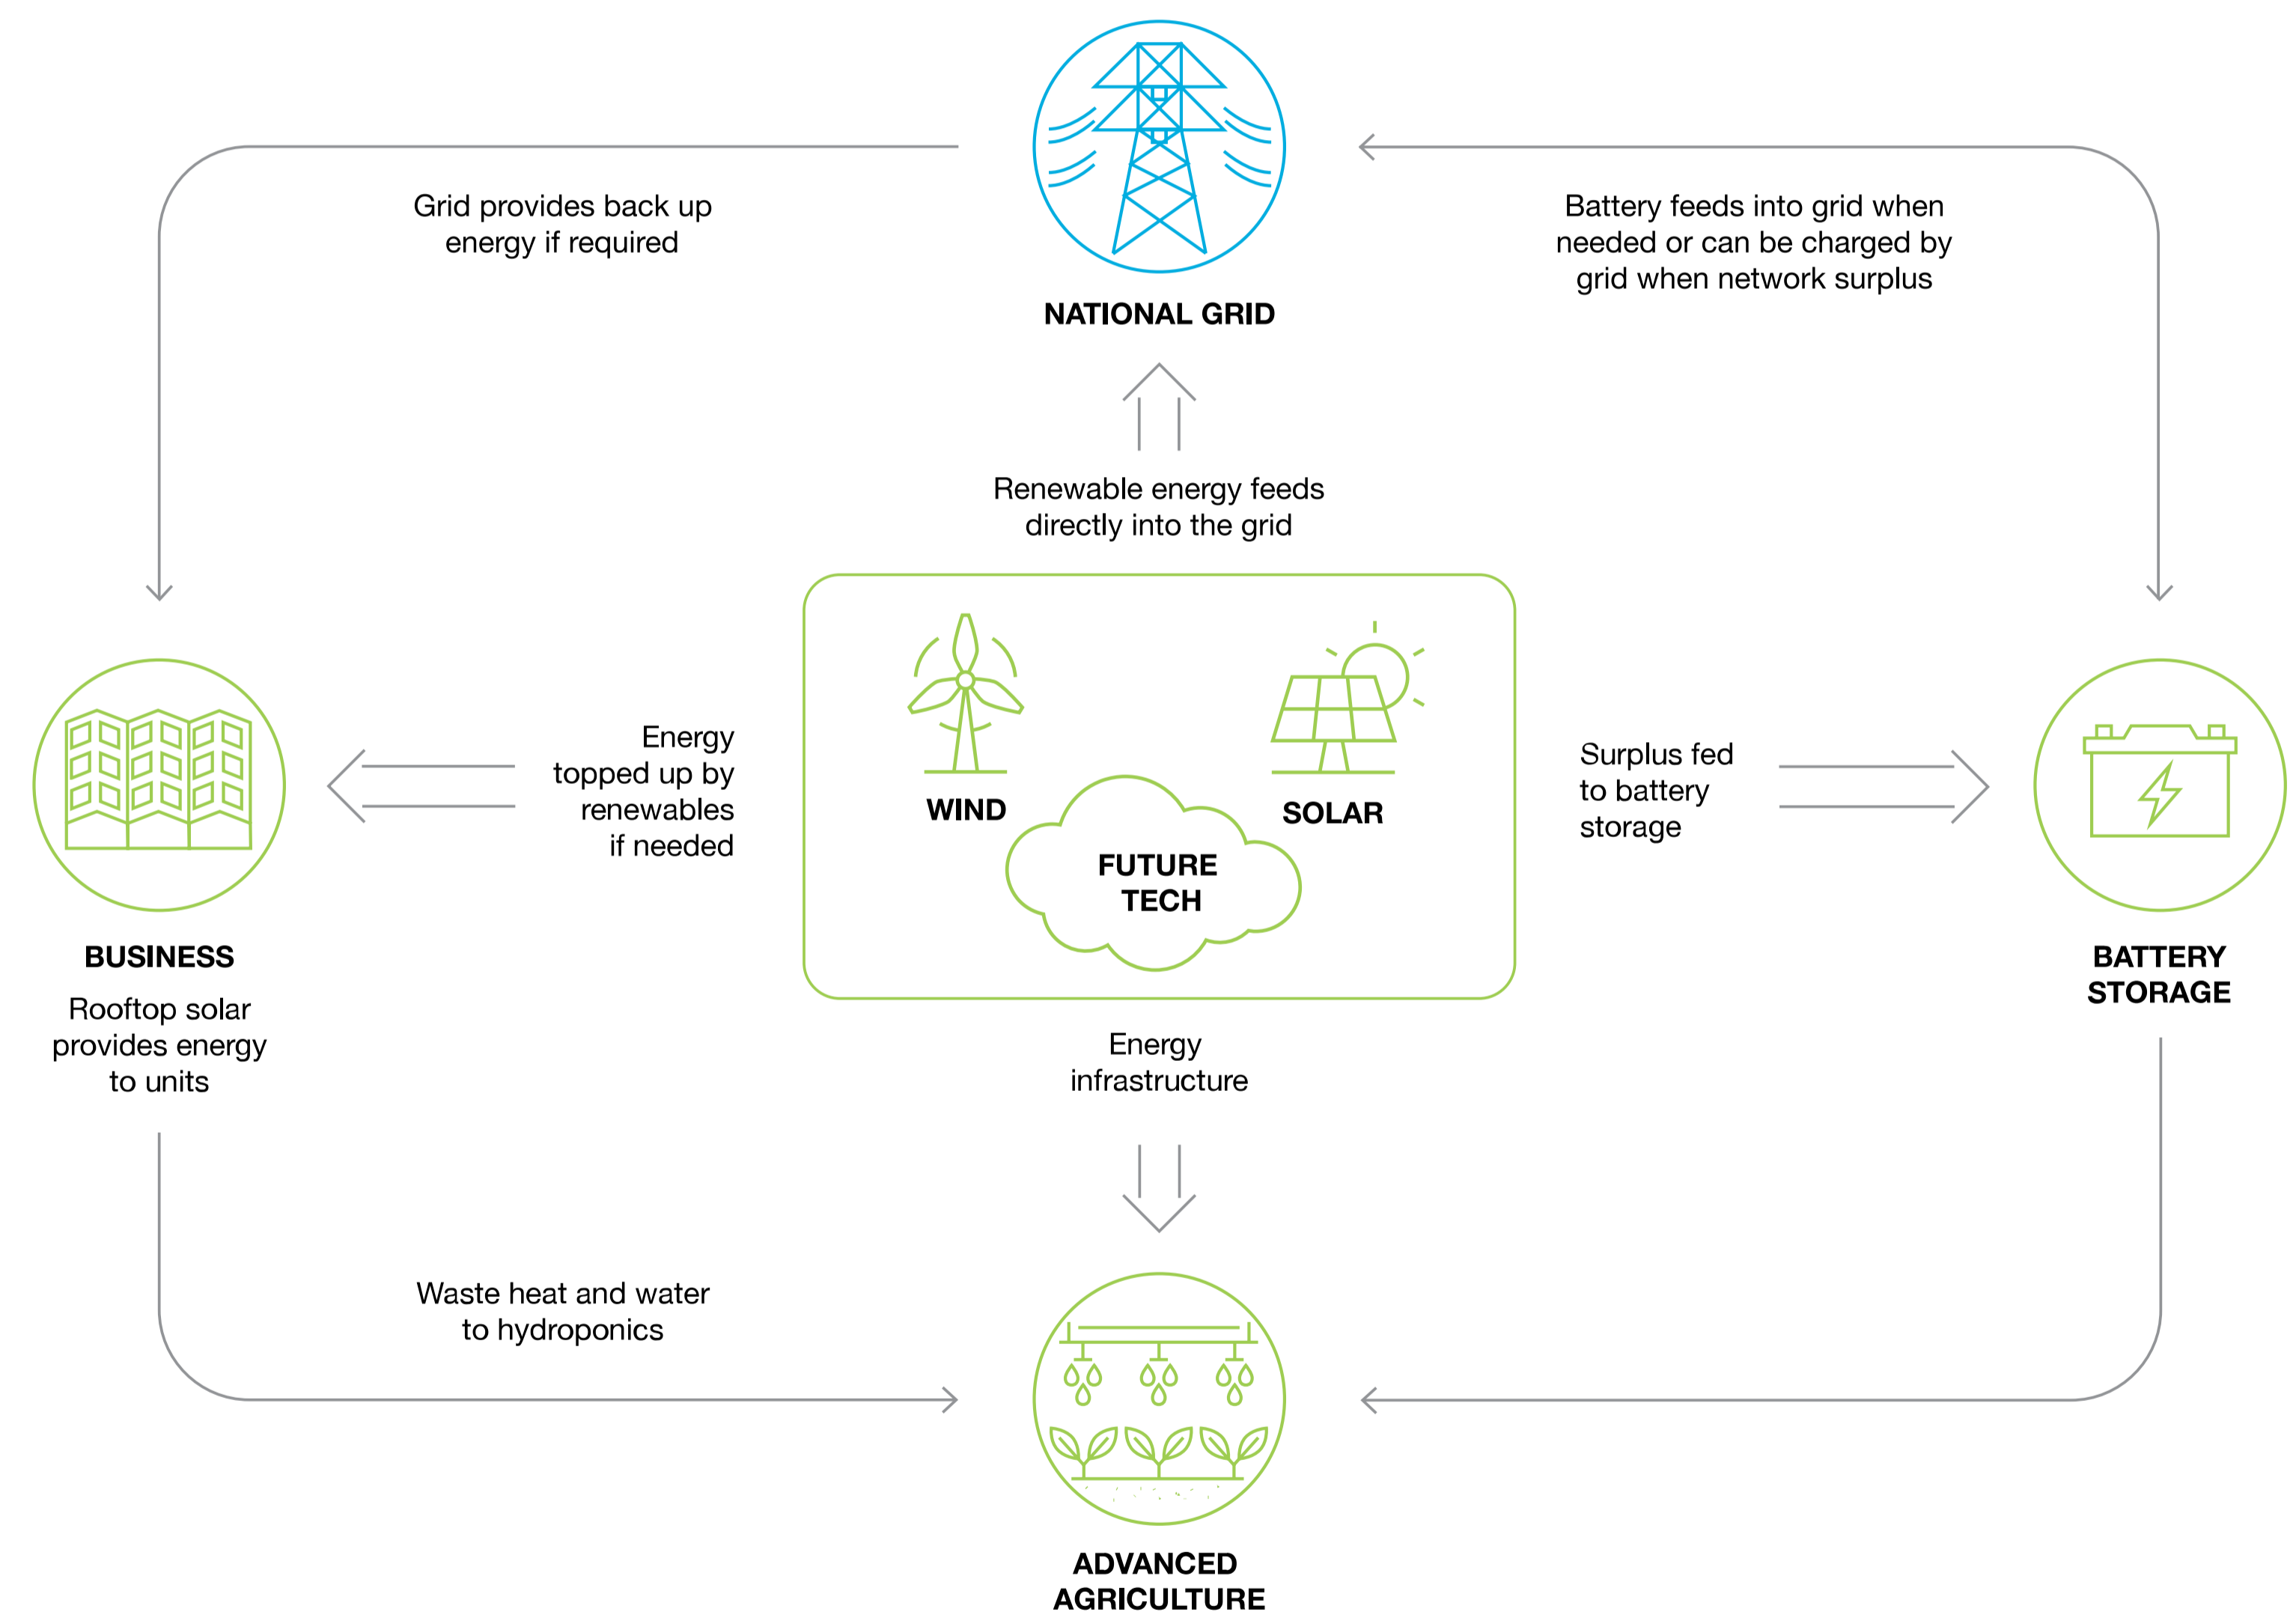 Grid provides back up
energy if required
NATIONAL GRID
Battery feeds into grid when
needed or can be charged by
grid when network surplus
Renewable energy feeds
directly into the grid
BUSINESS
Rooftop solar
provides energy
to units
Energy
topped up by
renewables
if needed
WIND
SOLAR
FUTURE
TECH
Surplus fed
to battery
storage
BATTERY
STORAGE
Energy
infrastructure
Waste heat and water
to hydroponics
ADVANCED
AGRICULTURE